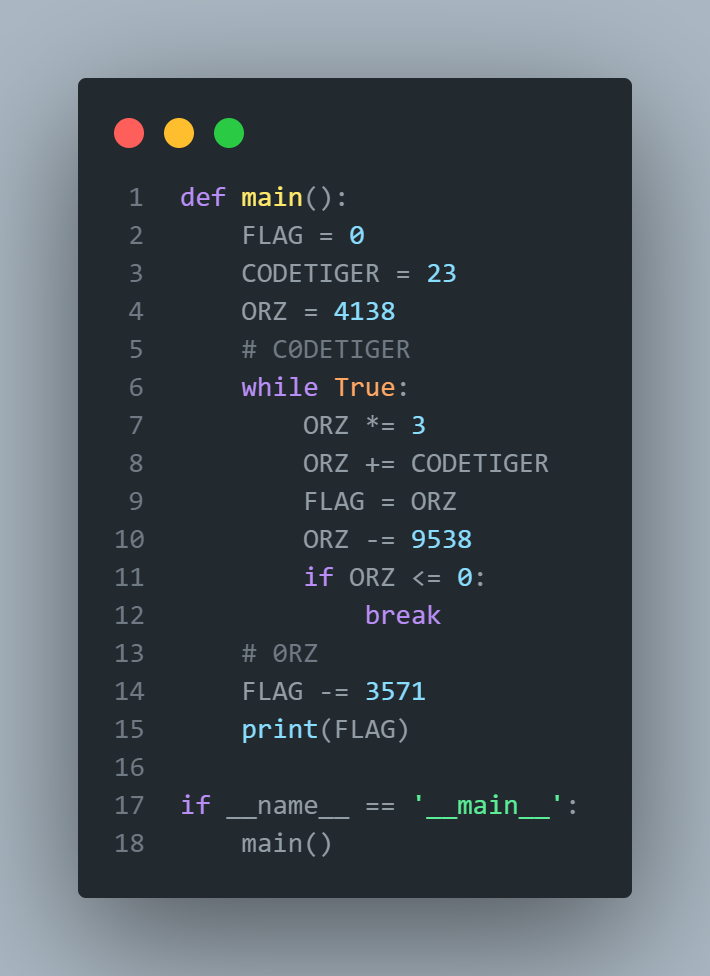 1 def main():
2     FLAG = 0
3     CODETIGER = 23
4     ORZ = 4138
5     # C0DETIGER
6     while True:
7         ORZ *= 3
8         ORZ += CODETIGER
9         FLAG = ORZ
10         ORZ -= 9538
11         if ORZ <= 0:
12             break
13     # 0RZ
14     FLAG -= 3571
15     print(FLAG)
16
17 if __name__ == '__main__':
18     main()